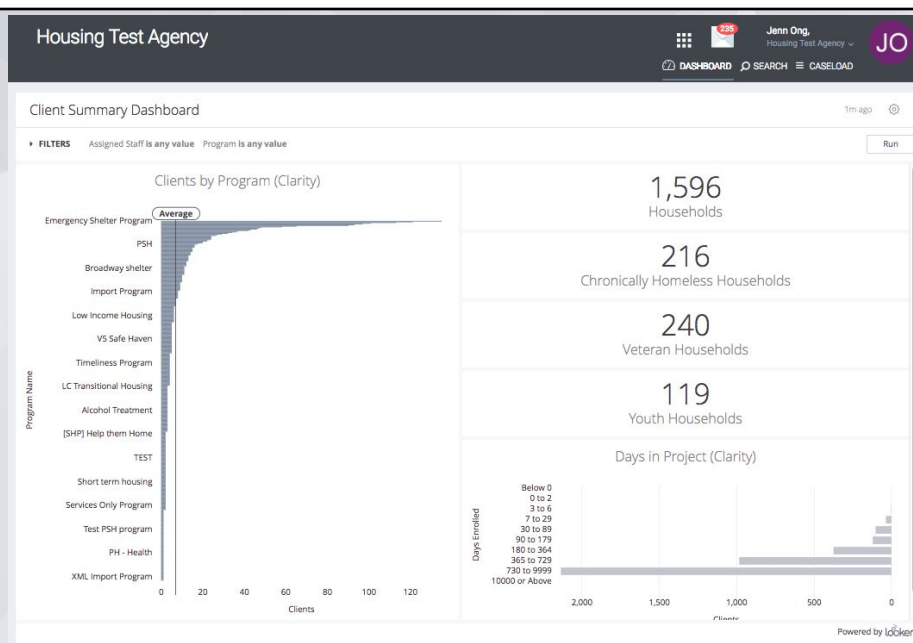 Housing Test Agency
235
Jenn Ong,
Housing Test Agency
JO
DASHBOARD
SEARCH
CASELOAD
Client Summary Dashboard
1m ago
FILTERS
Assigned Staff is any value Program is any value
Run
Clients by Program (Clarity)
Average
Program Name
Emergency Shelter Program
PSH
Broadway shelter
Import Program
Low Income Housing
V5 Safe Haven
Timeliness Program
LC Transitional Housing
Alcohol Treatment
[SHP] Help them Home
TEST
Short term housing
Services Only Program
Test PSH program
PH - Health
XML Import Program
0 20 40 60 80 100 120
Clients
1,596
Households
216
Chronically Homeless Households
240
Veteran Households
119
Youth Households
Days in Project (Clarity)
Days Enrolled
Below 0
0 to 2
3 to 6
7 to 29
30 to 89
90 to 179
180 to 364
365 to 729
730 to 9999
10000 or Above
2,000 1,500 1,000 500 0
Clients
Powered by looker